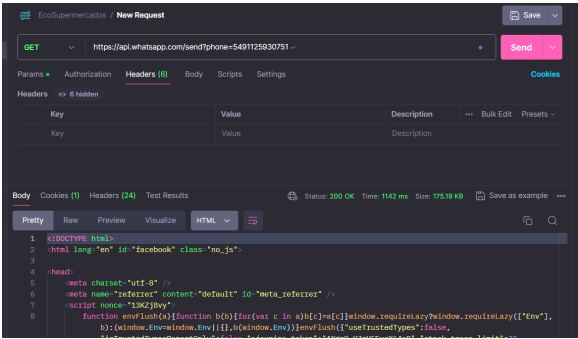 EcoSupermercados / New Request
Save
GET https://api.whatsapp.com/send?phone=5491125930751
Send
Params Authorization Headers (6) Body Scripts Settings Cookies
Headers 6 hidden
Key Value Description Bulk Edit Presets
Key Value Description
Body Cookies (1) Headers (24) Test Results Status: 200 OK Time: 1142 ms Size: 175.19 KB Save as example
Pretty Raw Preview Visualize HTML
1 <!DOCTYPE html>
2 <html lang="en" id="facebook" class="no_js">
3
4 <head>
5 <meta charset="utf-8" />
6 <meta name="referrer" content="default" id="meta_referrer" />
7 <script nonce="13KZj8vy">
8 function envFlush(a){function b(b){for(var c in a)b[c]=a[c]}window.requireLazy?window.requireLazy(["Env"],
b):(window.Env=window.Env||{},b(window.Env))}envFlush({"useTrustedTypes":false,